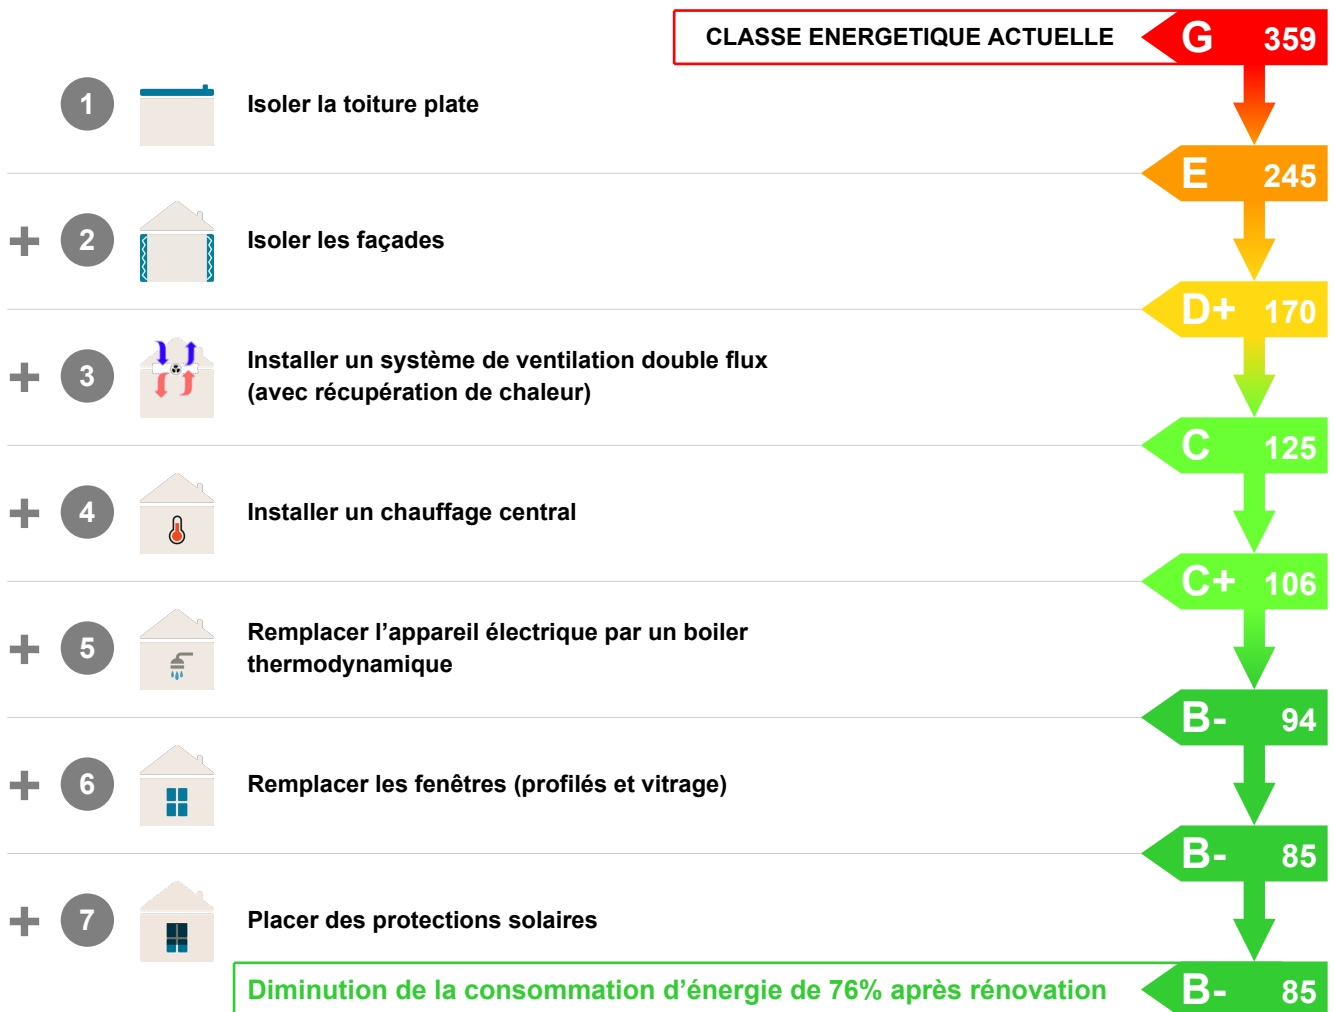 CLASSE ENERGETIQUE ACTUELLE G 359
1 Isoler la toiture plate
E 245
+ 2 Isoler les façades
D+ 170
+ 3 Installer un système de ventilation double flux
(avec récupération de chaleur)
C 125
+ 4 Installer un chauffage central
C+ 106
+ 5 Remplacer l’appareil électrique par un boiler
thermodynamique
B- 94
+ 6 Remplacer les fenêtres (profilés et vitrage)
B- 85
+ 7 Placer des protections solaires
Diminution de la consommation d’énergie de 76% après rénovation B- 85